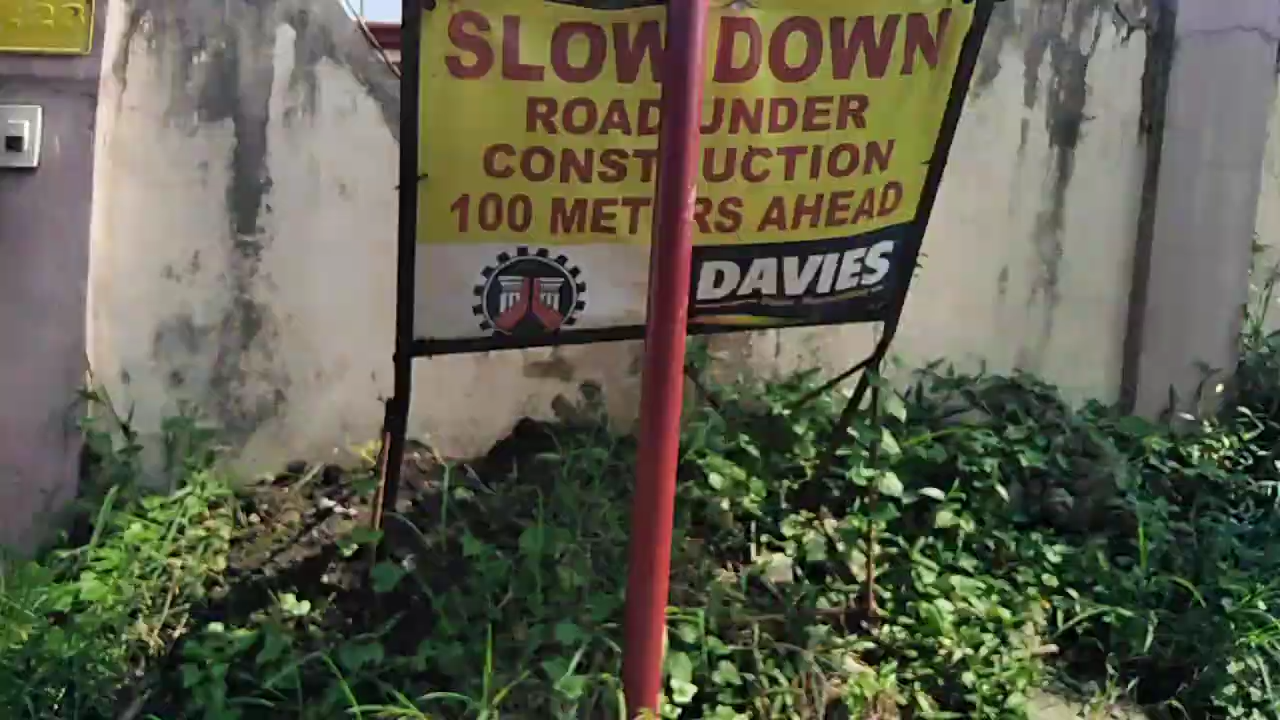 SLOW DOWN
ROAD UNDER
CONSTRUCTION
100 METERS AHEAD
DAVIES